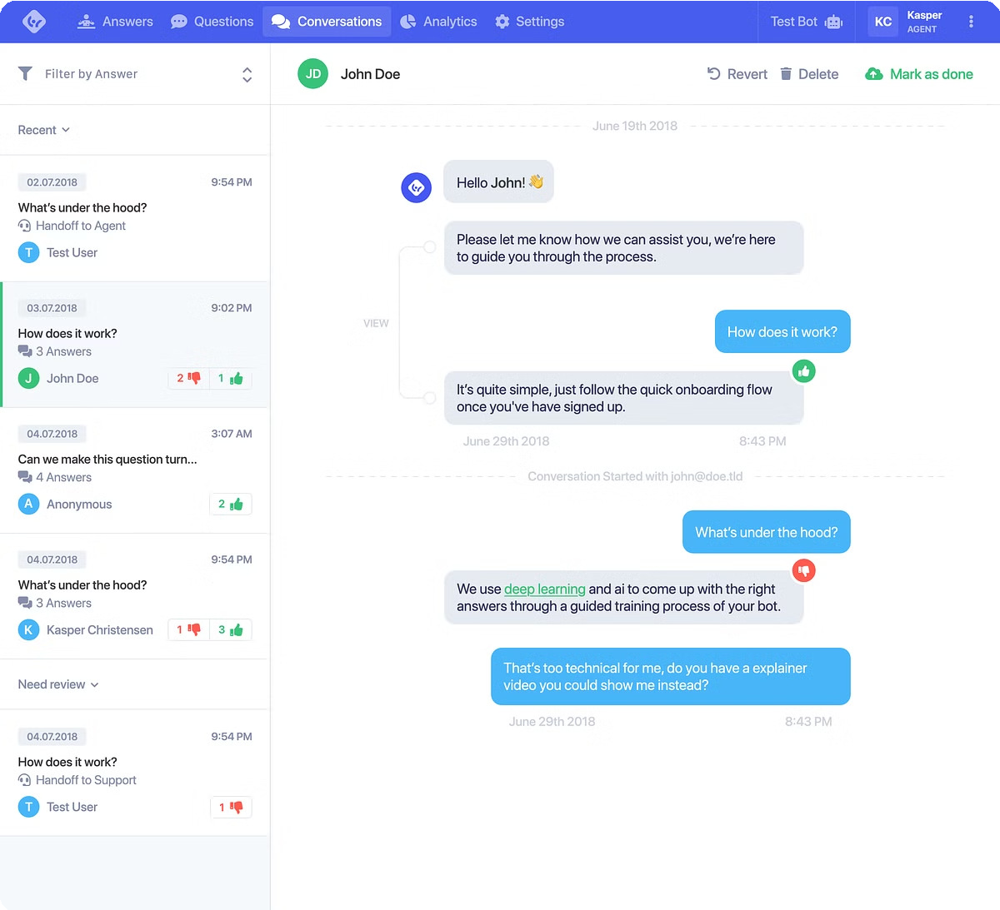 Answers
Questions
Conversations
Analytics
Settings
Test Bot
KC
Kasper
AGENT
Filter by Answer
Recent
02.07.2018 9:54 PM
What's under the hood?
Handoff to Agent
T Test User
03.07.2018 9:02 PM
How does it work?
3 Answers
J John Doe 2 1
04.07.2018 3:07 AM
Can we make this question turn...
4 Answers
A Anonymous 2
04.07.2018 9:54 PM
What's under the hood?
3 Answers
K Kasper Christensen 1 3
Need review
04.07.2018 9:54 PM
How does it work?
Handoff to Support
T Test User 1
JD John Doe
Revert
Delete
Mark as done
June 19th 2018
Hello John! 👋
Please let me know how we can assist you, we're here
to guide you through the process.
VIEW
How does it work?
It's quite simple, just follow the quick onboarding flow
once you've have signed up.
June 29th 2018 8:43 PM
Conversation Started with john@doe.tld
What's under the hood?
We use deep learning and ai to come up with the right
answers through a guided training process of your bot.
That's too technical for me, do you have a explainer
video you could show me instead?
June 29th 2018 8:43 PM